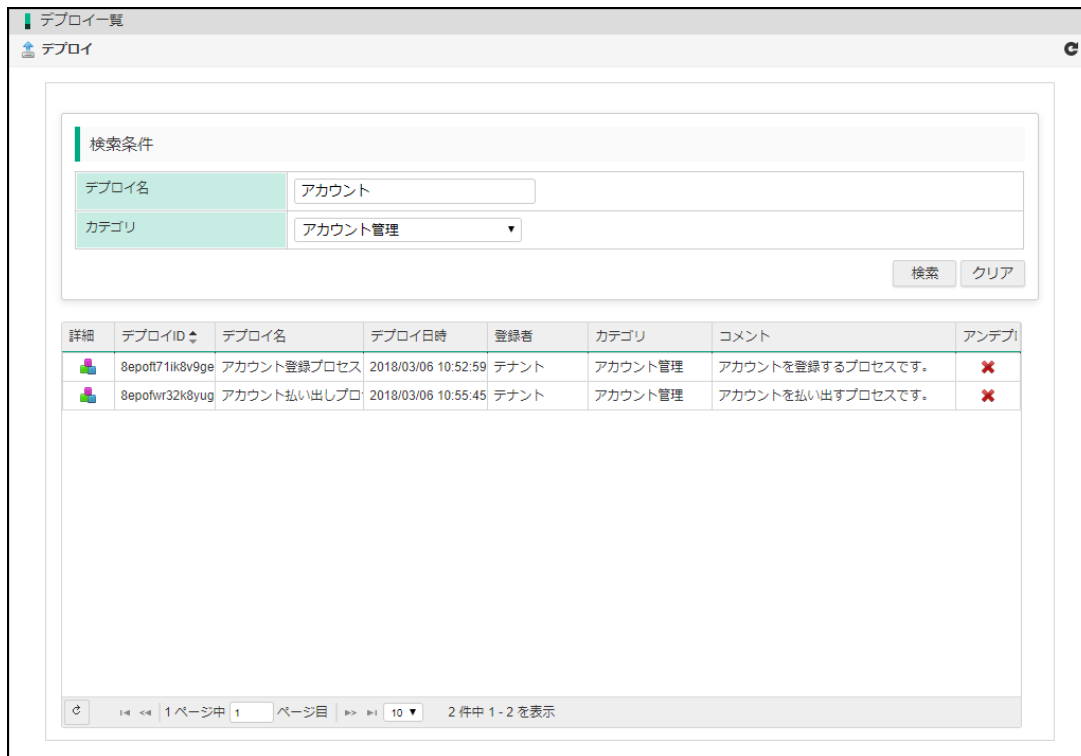 デプロイ一覧
デプロイ
検索条件
デプロイ名 アカウント
カテゴリ アカウント管理
検索 クリア
詳細 デプロイID デプロイ名 デプロイ日時 登録者 カテゴリ コメント アンデプ
8epoft71ik8v9ge アカウント登録プロセス 2018/03/06 10:52:59 テナント アカウント管理 アカウントを登録するプロセスです。
8epofwr32k8yug アカウント払い出しプロ 2018/03/06 10:55:45 テナント アカウント管理 アカウントを払い出すプロセスです。
1 ページ中 1 ページ目 10 2 件中 1 - 2 を表示